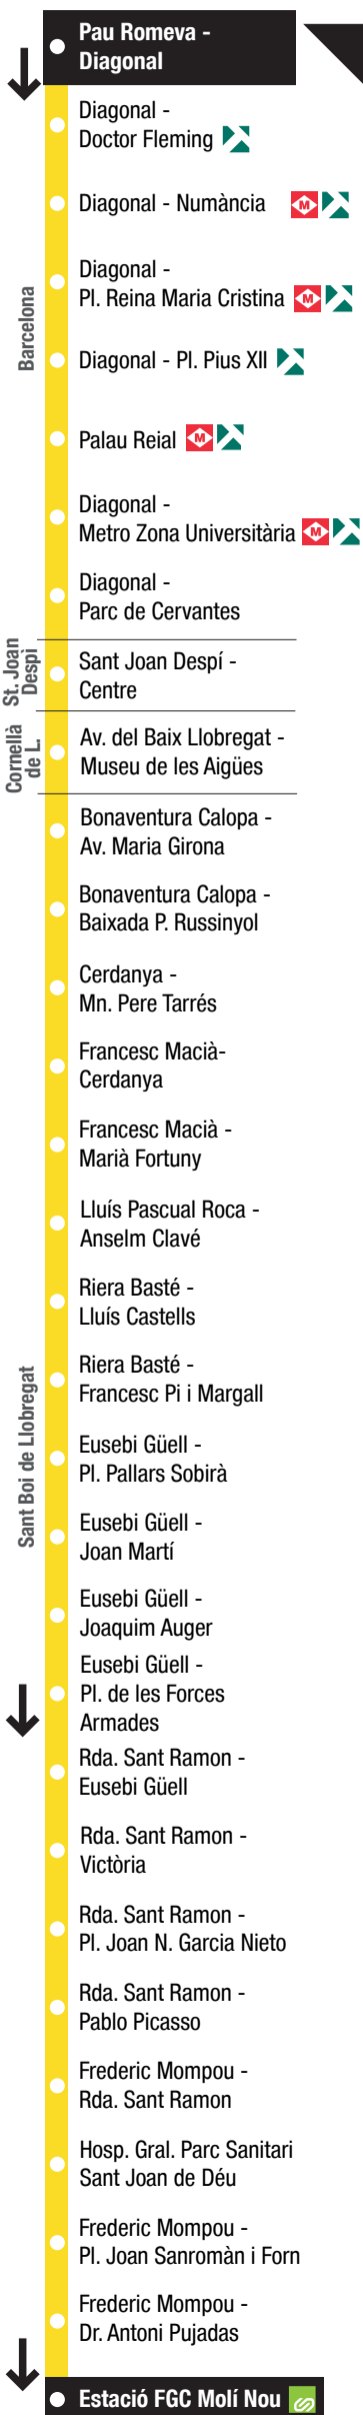 Pau Romeva -
Diagonal
Diagonal -
Doctor Fleming
Diagonal - Numància M
Diagonal -
Pl. Reina Maria Cristina M
Diagonal - Pl. Pius XII
Palau Reial M
Diagonal -
Metro Zona Universitària M
Diagonal -
Parc de Cervantes
Barcelona
Sant Joan Despí -
Centre
St. Joan
Despí
Av. del Baix Llobregat -
Museu de les Aigües
Cornellà
de L.
Bonaventura Calopa -
Av. Maria Girona
Bonaventura Calopa -
Baixada P. Russinyol
Cerdanya -
Mn. Pere Tarrés
Francesc Macià-
Cerdanya
Francesc Macià -
Marià Fortuny
Lluís Pascual Roca -
Anselm Clavé
Riera Basté -
Lluís Castells
Riera Basté -
Francesc Pi i Margall
Eusebi Güell -
Pl. Pallars Sobirà
Eusebi Güell -
Joan Martí
Eusebi Güell -
Joaquim Auger
Eusebi Güell -
Pl. de les Forces
Armades
Rda. Sant Ramon -
Eusebi Güell
Rda. Sant Ramon -
Victòria
Rda. Sant Ramon -
Pl. Joan N. Garcia Nieto
Rda. Sant Ramon -
Pablo Picasso
Frederic Mompou -
Rda. Sant Ramon
Hosp. Gral. Parc Sanitari
Sant Joan de Déu
Frederic Mompou -
Pl. Joan Sanromàn i Forn
Frederic Mompou -
Dr. Antoni Pujadas
Sant Boi de Llobregat
Estació FGC Molí Nou